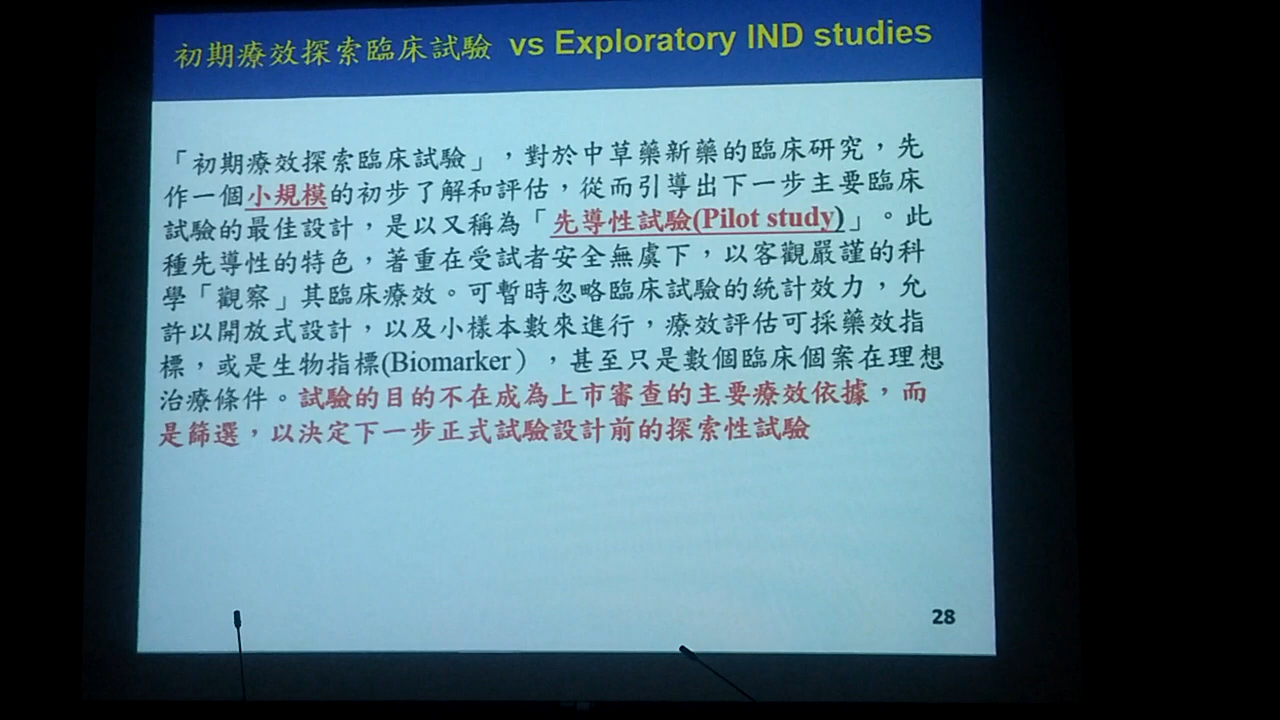 初期療效探索臨床試驗 vs Exploratory IND studies
「初期療效探索臨床試驗」，對於中草藥新藥的臨床研究，先
作一個小規模的初步了解和評估，從而引導出下一步主要臨床
試驗的最佳設計，是以又稱為「先導性試驗(Pilot study)」。此
種先導性的特色，著重在受試者安全無虞下，以客觀嚴謹的科
學「觀察」其臨床療效。可暫時忽略臨床試驗的統計效力，允
許以開放式設計，以及小樣本數來進行，療效評估可採藥效指
標，或是生物指標(Biomarker），甚至只是數個臨床個案在理想
治療條件。試驗的目的不在成為上市審查的主要療效依據，而
是篩選，以決定下一步正式試驗設計前的探索性試驗
28